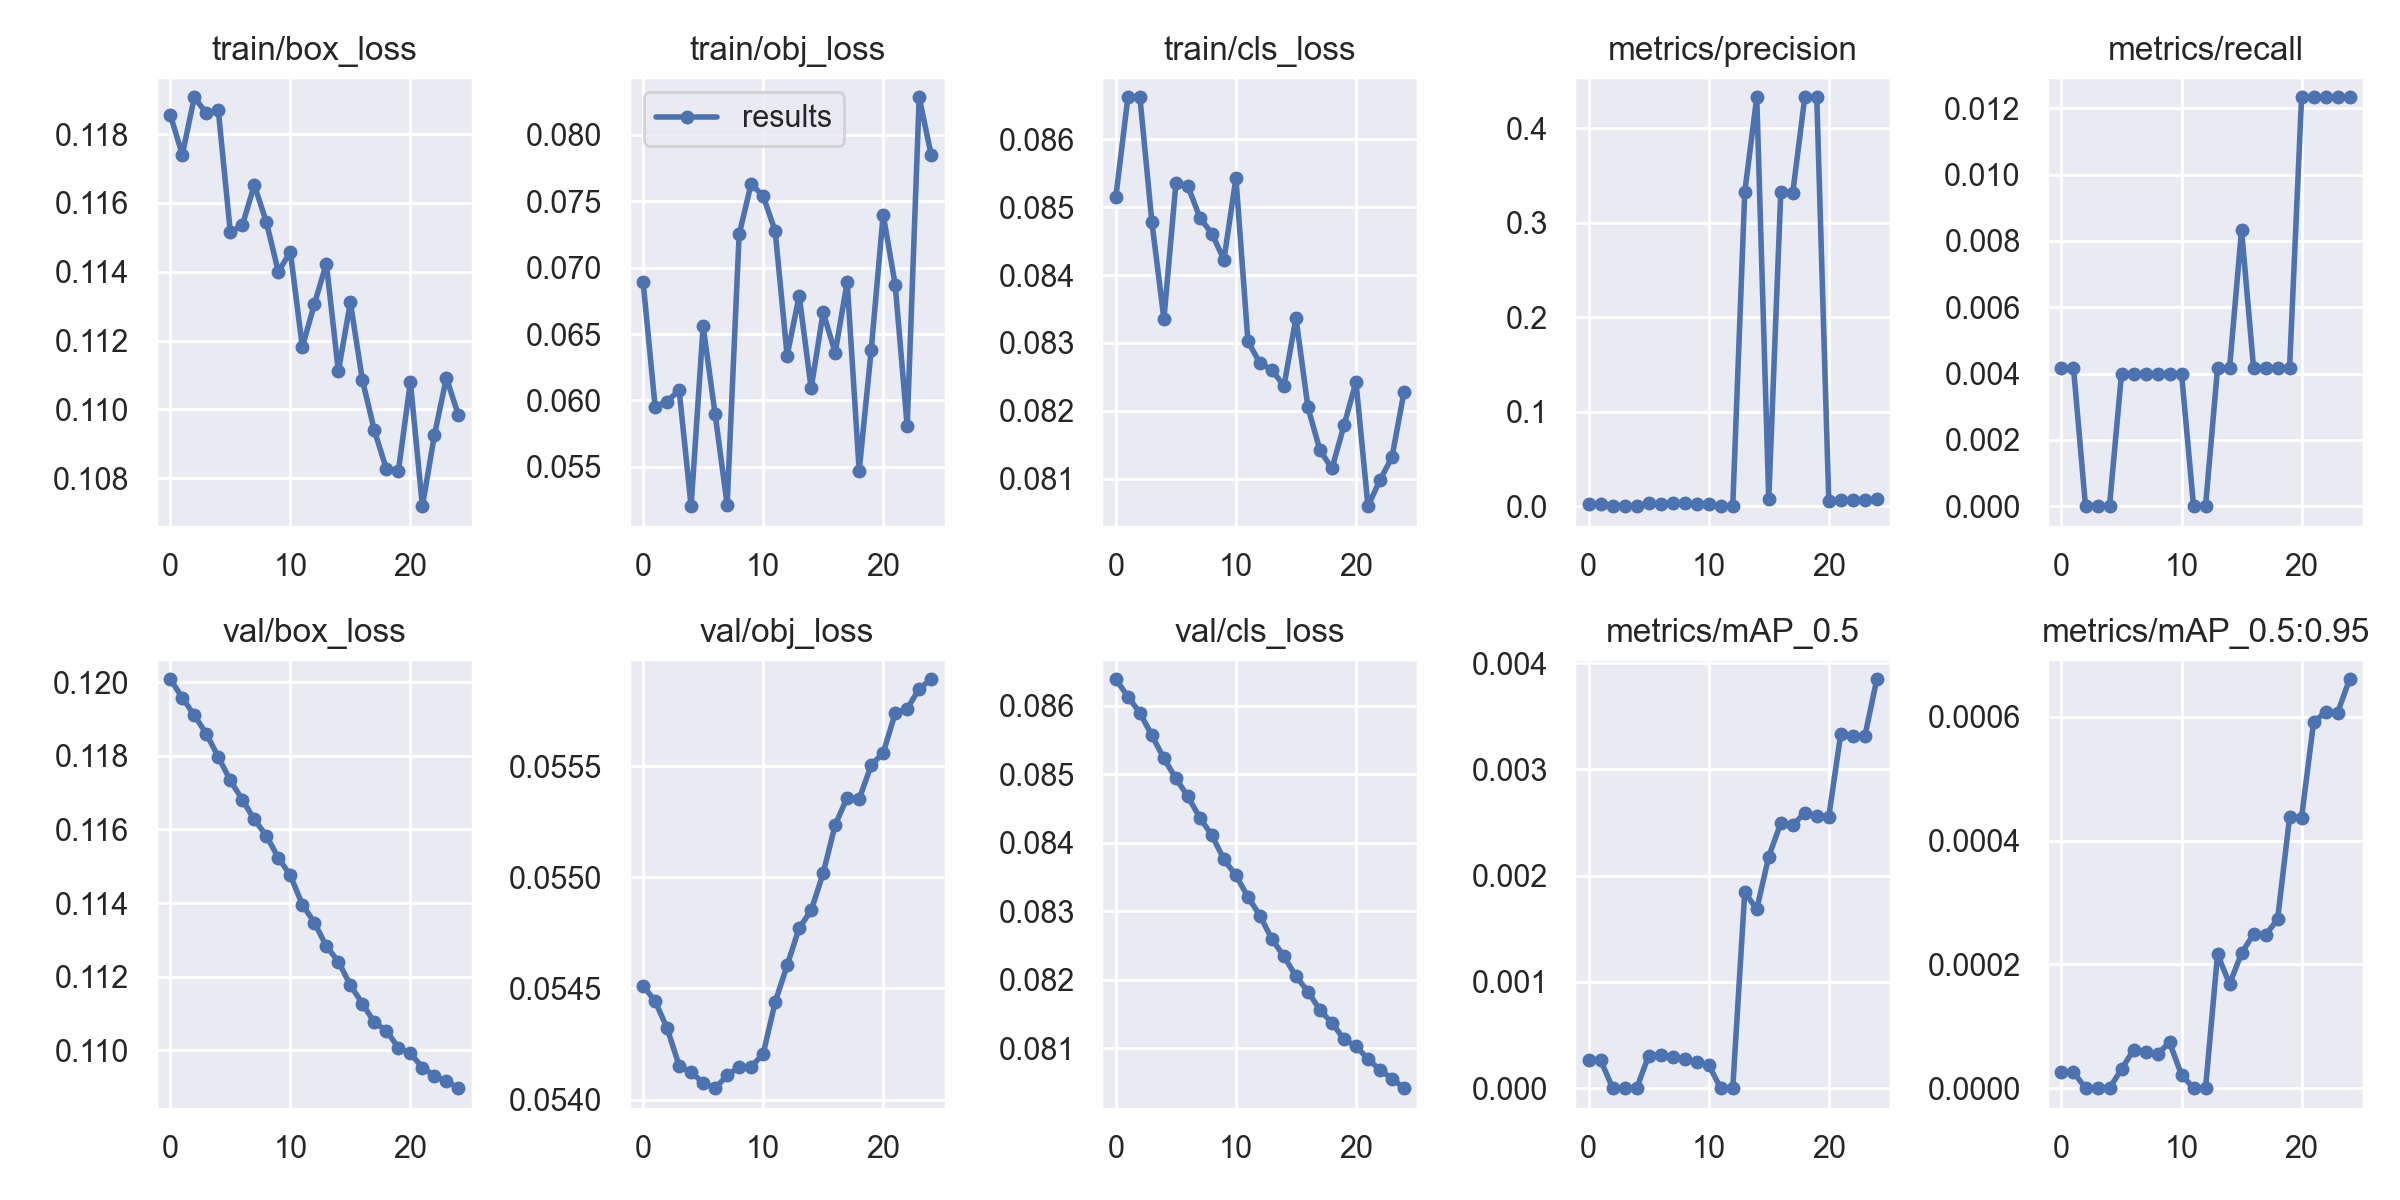 train/box_loss
train/obj_loss
train/cls_loss
metrics/precision
metrics/recall
0.118
0.116
0.114
0.112
0.110
0.108
0 10 20
results
0.080
0.075
0.070
0.065
0.060
0.055
0 10 20
0.086
0.085
0.084
0.083
0.082
0.081
0 10 20
0.4
0.3
0.2
0.1
0.0
0 10 20
0.012
0.010
0.008
0.006
0.004
0.002
0.000
0 10 20
val/box_loss
val/obj_loss
val/cls_loss
metrics/mAP_0.5
metrics/mAP_0.5:0.95
0.120
0.118
0.116
0.114
0.112
0.110
0 10 20
0.0555
0.0550
0.0545
0.0540
0 10 20
0.086
0.085
0.084
0.083
0.082
0.081
0 10 20
0.004
0.003
0.002
0.001
0.000
0 10 20
0.0006
0.0004
0.0002
0.0000
0 10 20